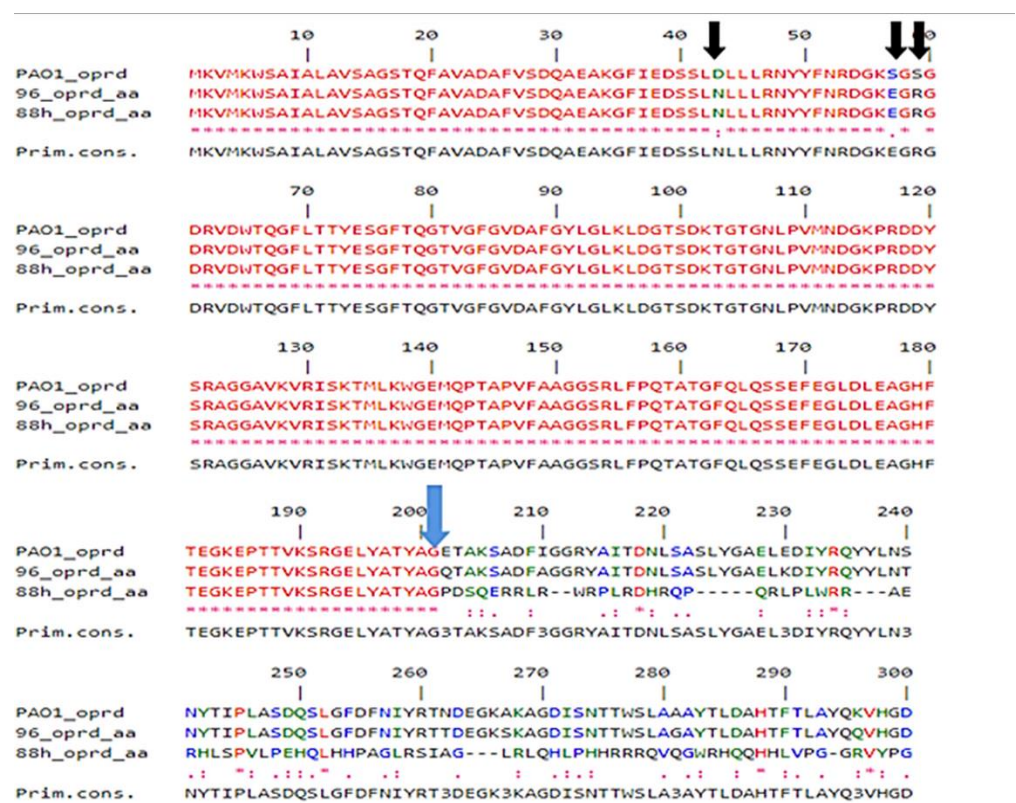 10 20 30 40 50 0
PAO1_oprd MKVMKWSAIALAVSAGSTQFAVADAFVSDQAEAKGFIEDSSLDLLLRNYYFNRDGKSGSG
96_oprd_aa MKVMKWSAIALAVSAGSTQFAVADAFVSDQAEAKGFIEDSSLNLLLRNYYFNRDGKEGRG
88h_oprd_aa MKVMKWSAIALAVSAGSTQFAVADAFVSDQAEAKGFIEDSSLNLLLRNYYFNRDGKEGRG
******************************************:*************.* *
Prim.cons. MKVMKWSAIALAVSAGSTQFAVADAFVSDQAEAKGFIEDSSLNLLLRNYYFNRDGKEGRG
70 80 90 100 110 120
PAO1_oprd DRVDWTQGFLTTYESGFTQGTVGFGVDAFGYLGLKLDGTSDKTGTGNLPVMNDGKPRDDY
96_oprd_aa DRVDWTQGFLTTYESGFTQGTVGFGVDAFGYLGLKLDGTSDKTGTGNLPVMNDGKPRDDY
88h_oprd_aa DRVDWTQGFLTTYESGFTQGTVGFGVDAFGYLGLKLDGTSDKTGTGNLPVMNDGKPRDDY
************************************************************
Prim.cons. DRVDWTQGFLTTYESGFTQGTVGFGVDAFGYLGLKLDGTSDKTGTGNLPVMNDGKPRDDY
130 140 150 160 170 180
PAO1_oprd SRAGGAVKVRISKTMLKWGEMQPTAPVFAAGGSRLFPQTATGFQLQSSEFEGLDLEAGHF
96_oprd_aa SRAGGAVKVRISKTMLKWGEMQPTAPVFAAGGSRLFPQTATGFQLQSSEFEGLDLEAGHF
88h_oprd_aa SRAGGAVKVRISKTMLKWGEMQPTAPVFAAGGSRLFPQTATGFQLQSSEFEGLDLEAGHF
************************************************************
Prim.cons. SRAGGAVKVRISKTMLKWGEMQPTAPVFAAGGSRLFPQTATGFQLQSSEFEGLDLEAGHF
190 200 210 220 230 240
PAO1_oprd TEGKEPTTVKSRGELYATYAGETAKSADFIGGRYAITDNLSASLYGAELEDIYRQYYLNS
96_oprd_aa TEGKEPTTVKSRGELYATYAGQTAKSADFAGGRYAITDNLSASLYGAELKDIYRQYYLNT
88h_oprd_aa TEGKEPTTVKSRGELYATYAGPDSQERRLR--WRPLRDHRQP-----QRLPLWRR---AE
*********************  ::.  :     .: *: ..      :   .:*:
Prim.cons. TEGKEPTTVKSRGELYATYAG3TAKSADF3GGRYAITDNLSASLYGAEL3DIYRQYYLN3
250 260 270 280 290 300
PAO1_oprd NYTIPLASDQSLGFDFNIYRTNDEGKAKAGDISNTTWSLAAAYTLDAHTFTLAYQKVHGD
96_oprd_aa NYTIPLASDQSLGFDFNIYRTTDEGKSKAGDISNTTWSLAGAYTLDAHTFTLAYQQVHGD
88h_oprd_aa RHLSPVLPEHQLHHPAGLRSIAG---LRLQHLPHHRRRQVQGWRHQQHHLVPG-GRVYPG
.: *: .::.* .  .:   .    :  .:.:     . .:  : * :. .  :*: .
Prim.cons. NYTIPLASDQSLGFDFNIYRT3DEGK3KAGDISNTTWSLA3AYTLDAHTFTLAYQ3VHGD